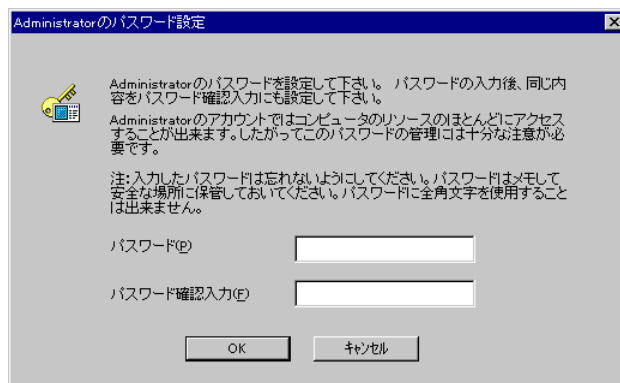 Administratorのパスワード設定
Administratorのパスワードを設定して下さい。 パスワードの入力後、同じ内
容をパスワード確認入力にも設定して下さい。
Administratorのアカウントではコンピュータのリソースのほとんどにアクセス
することが出来ます。したがってこのパスワードの管理には十分な注意が必
要です。
注:入力したパスワードは忘れないようにしてください。パスワードはメモして
安全な場所に保管しておいてください。パスワードに全角文字を使用すること
は出来ません。
パスワード(P)
パスワード確認入力(F)
OK
キャンセル